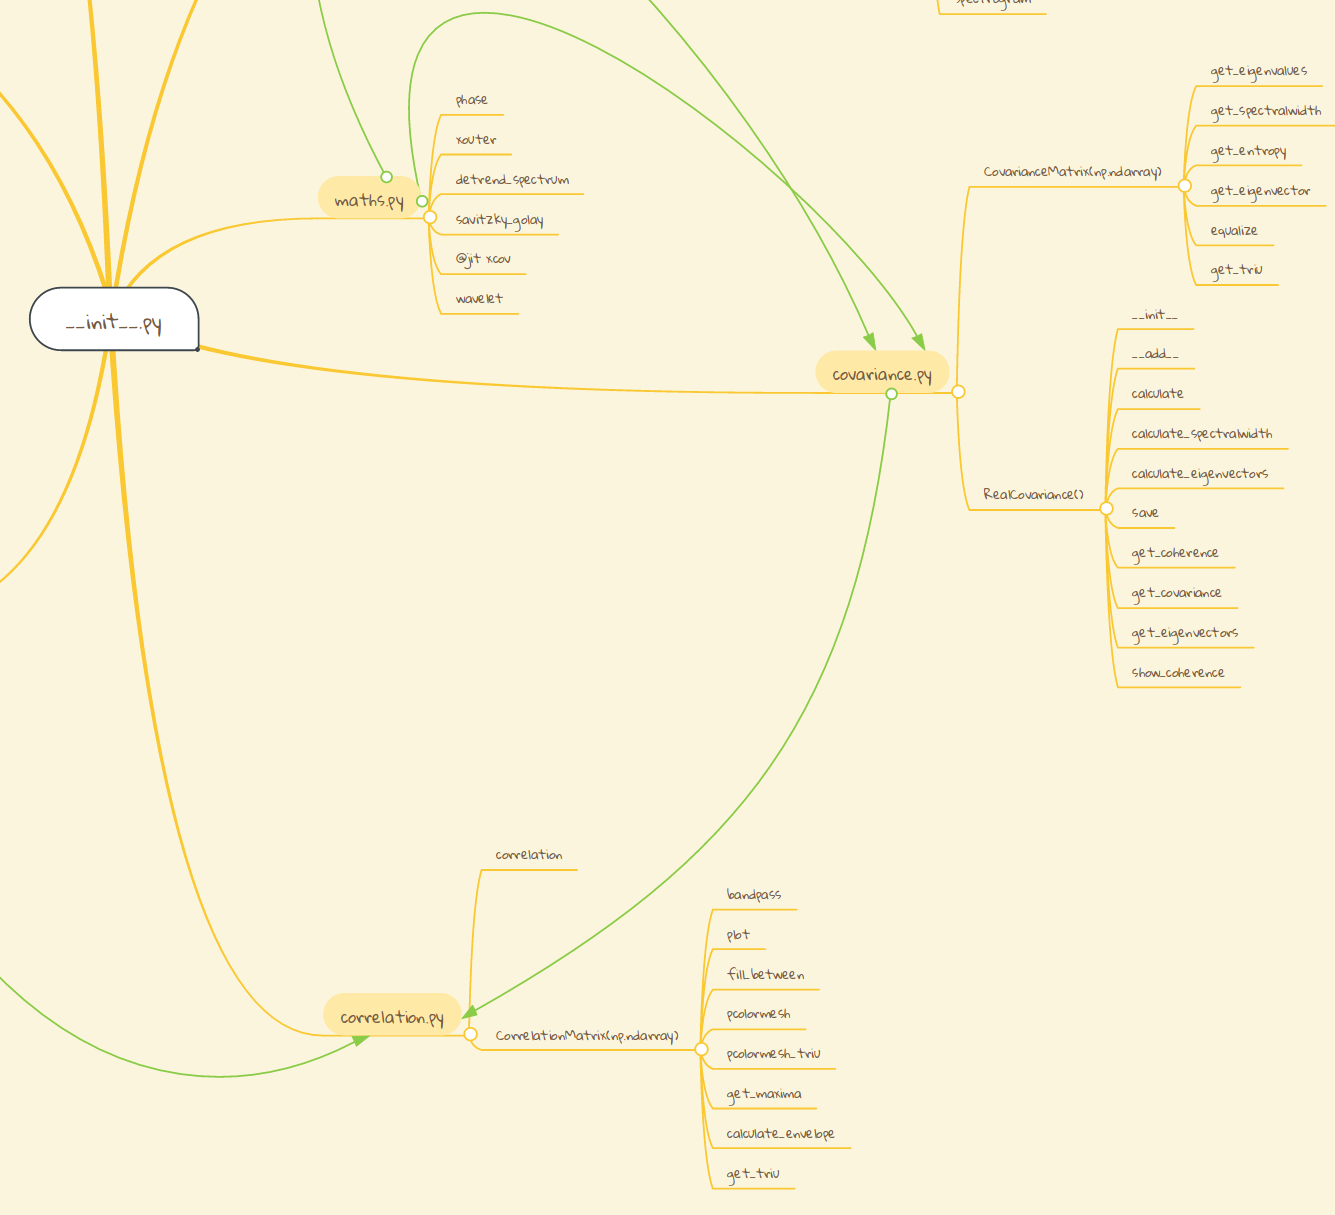 spectrogram
__init__.py
maths.py
phase
xouter
detrend_spectrum
savitzky_golay
@jit xcov
wavelet
covariance.py
CovarianceMatrix(np.ndarray)
get_eigenvalues
get_spectralwidth
get_entropy
get_eigenvector
equalize
get_triu
RealCovariance()
__init__
__add__
calculate
calculate_spectralwidth
calculate_eigenvectors
save
get_coherence
get_covariance
get_eigenvectors
show_coherence
correlation.py
correlation
CorrelationMatrix(np.ndarray)
bandpass
plot
fill_between
pcolormesh
pcolormesh_triu
get_maxima
calculate_envelope
get_triu